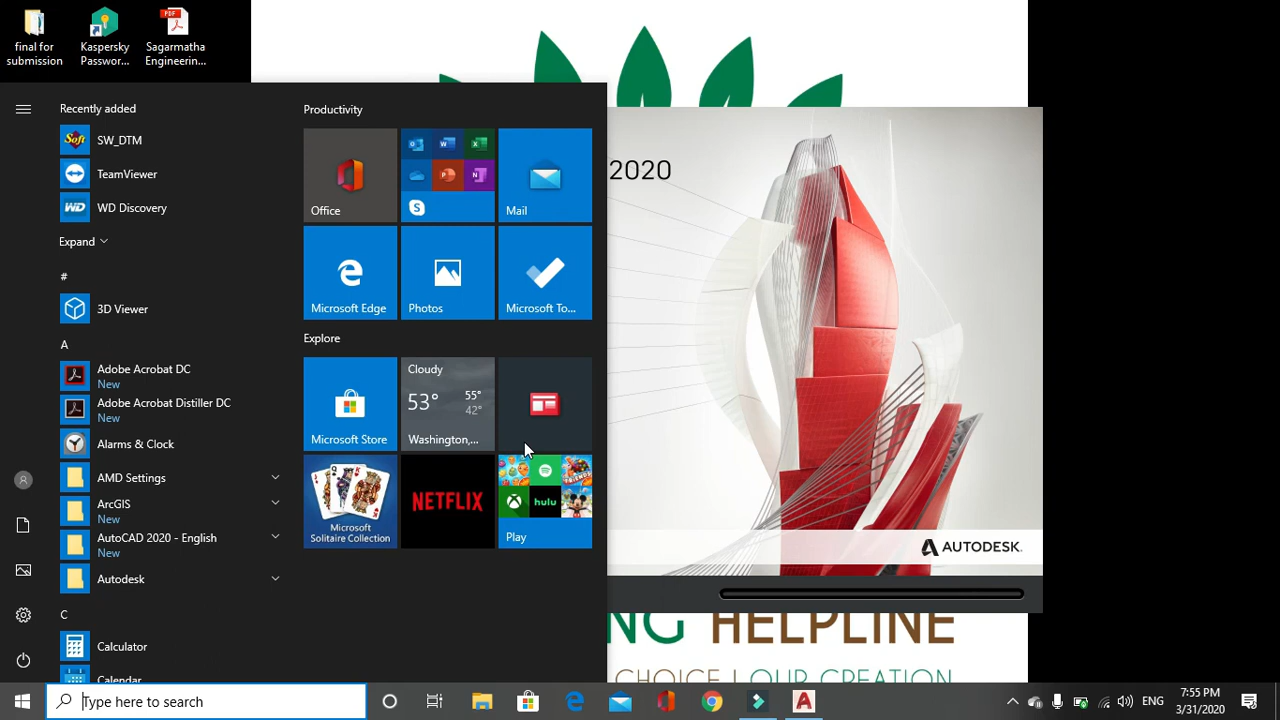 final for
submission
Kaspersky
Passwor...
PDF
Sagarmatha
Engineerin...
Recently added
Soft
SW_DTM
TeamViewer
WD
WD Discovery
Expand
#
3D Viewer
A
Adobe Acrobat DC
New
Adobe Acrobat Distiller DC
New
Alarms & Clock
AMD Settings
ArcGIS
New
AutoCAD 2020 - English
New
Autodesk
C
Calculator
Calendar
Productivity
Office
Mail
Microsoft Edge
Photos
Microsoft To...
Explore
Microsoft Store
Cloudy
53°
55°
42°
Washington,...
Microsoft
Solitaire Collection
NETFLIX
hulu
Play
2020
AUTODESK.
NG HELPLINE
CHOICE | OUR CREATION
Type here to search
A
ENG
7:55 PM
3/31/2020